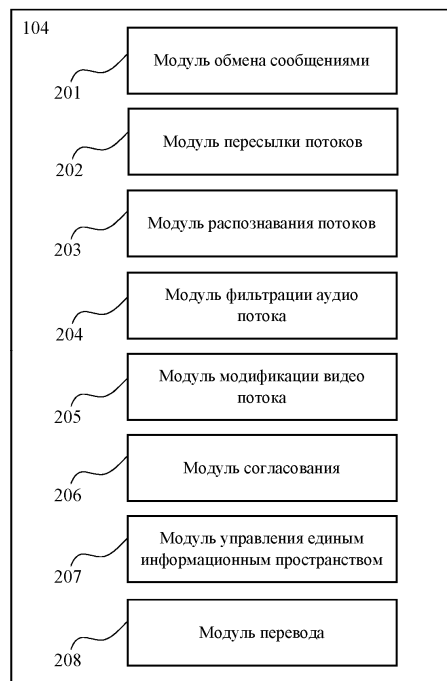 104
Модуль обмена сообщениями
201
Модуль пересылки потоков
202
Модуль распознавания потоков
203
Модуль фильтрации аудио
потока
204
Модуль модификации видео
потока
205
Модуль согласования
206
Модуль управления единым
информационным пространством
207
Модуль перевода
208